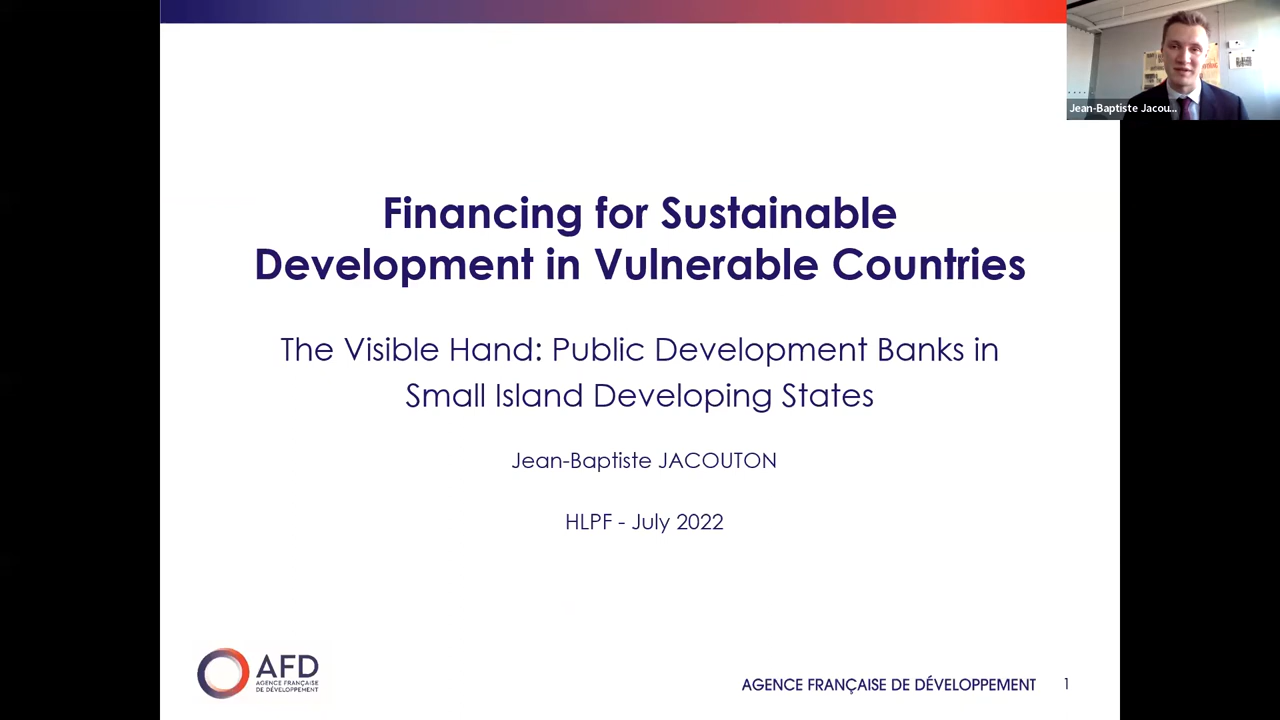 Jean-Baptiste Jacou...
Financing for Sustainable
Development in Vulnerable Countries
The Visible Hand: Public Development Banks in
Small Island Developing States
Jean-Baptiste JACOUTON
HLPF - July 2022
AFD
AGENCE FRANÇAISE
DE DÉVELOPPEMENT
AGENCE FRANÇAISE DE DÉVELOPPEMENT 1